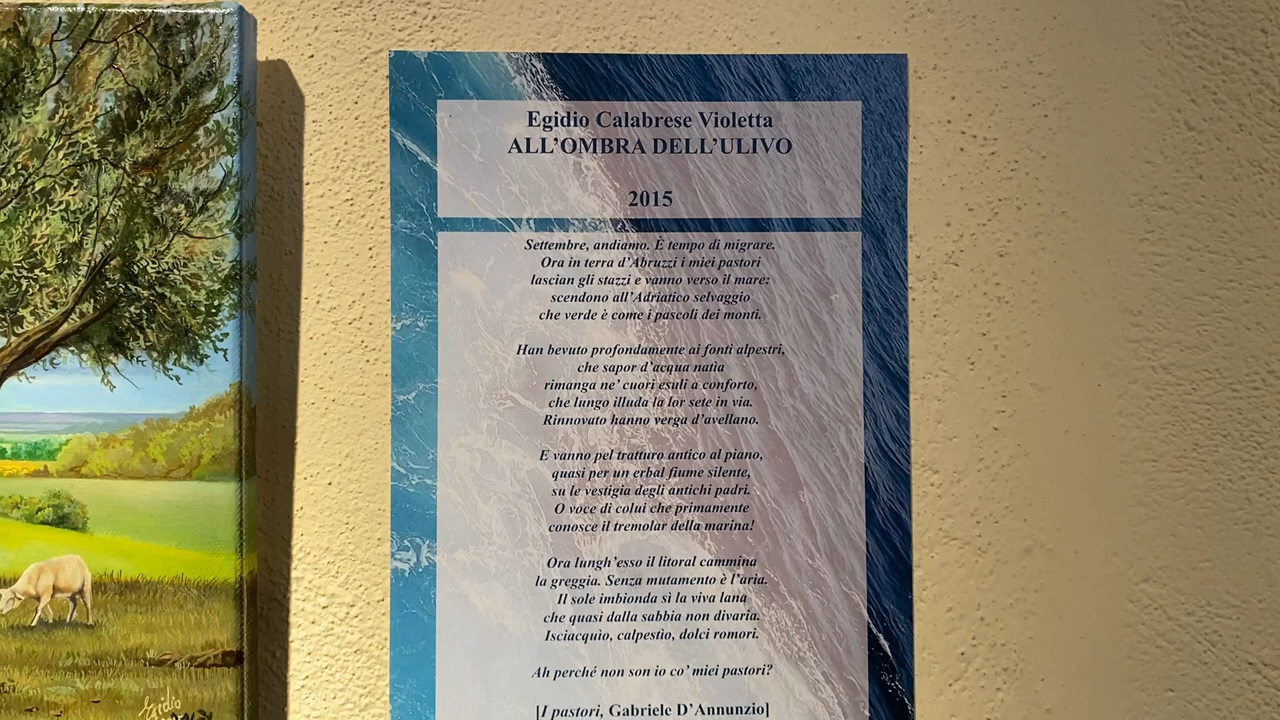 Egidio Calabrese Violetta
ALL'OMBRA DELL'ULIVO
2015
Settembre, andiamo. È tempo di migrare.
Ora in terra d'Abruzzi i miei pastori
lascian gli stazzi e vanno verso il mare:
scendono all'Adriatico selvaggio
che verde è come i pascoli dei monti.
Han bevuto profondamente ai fonti alpestri,
che sapor d'acqua natìa
rimanga ne' cuori esuli a conforto,
che lungo illuda la lor sete in via.
Rinnovato hanno verga d'avellano.
E vanno pel tratturo antico al piano,
quasi per un erbal fiume silente,
su le vestigia degli antichi padri.
O voce di colui che primamente
conosce il tremolar della marina!
Ora lungh'esso il litoral cammina
la greggia. Senza mutamento è l'aria.
Il sole imbionda sì la viva lana
che quasi dalla sabbia non divaria.
Isciacquìo, calpestìo, dolci romori.
Ah perché non son io co' miei pastori?
[I pastori, Gabriele D'Annunzio]
Egidio